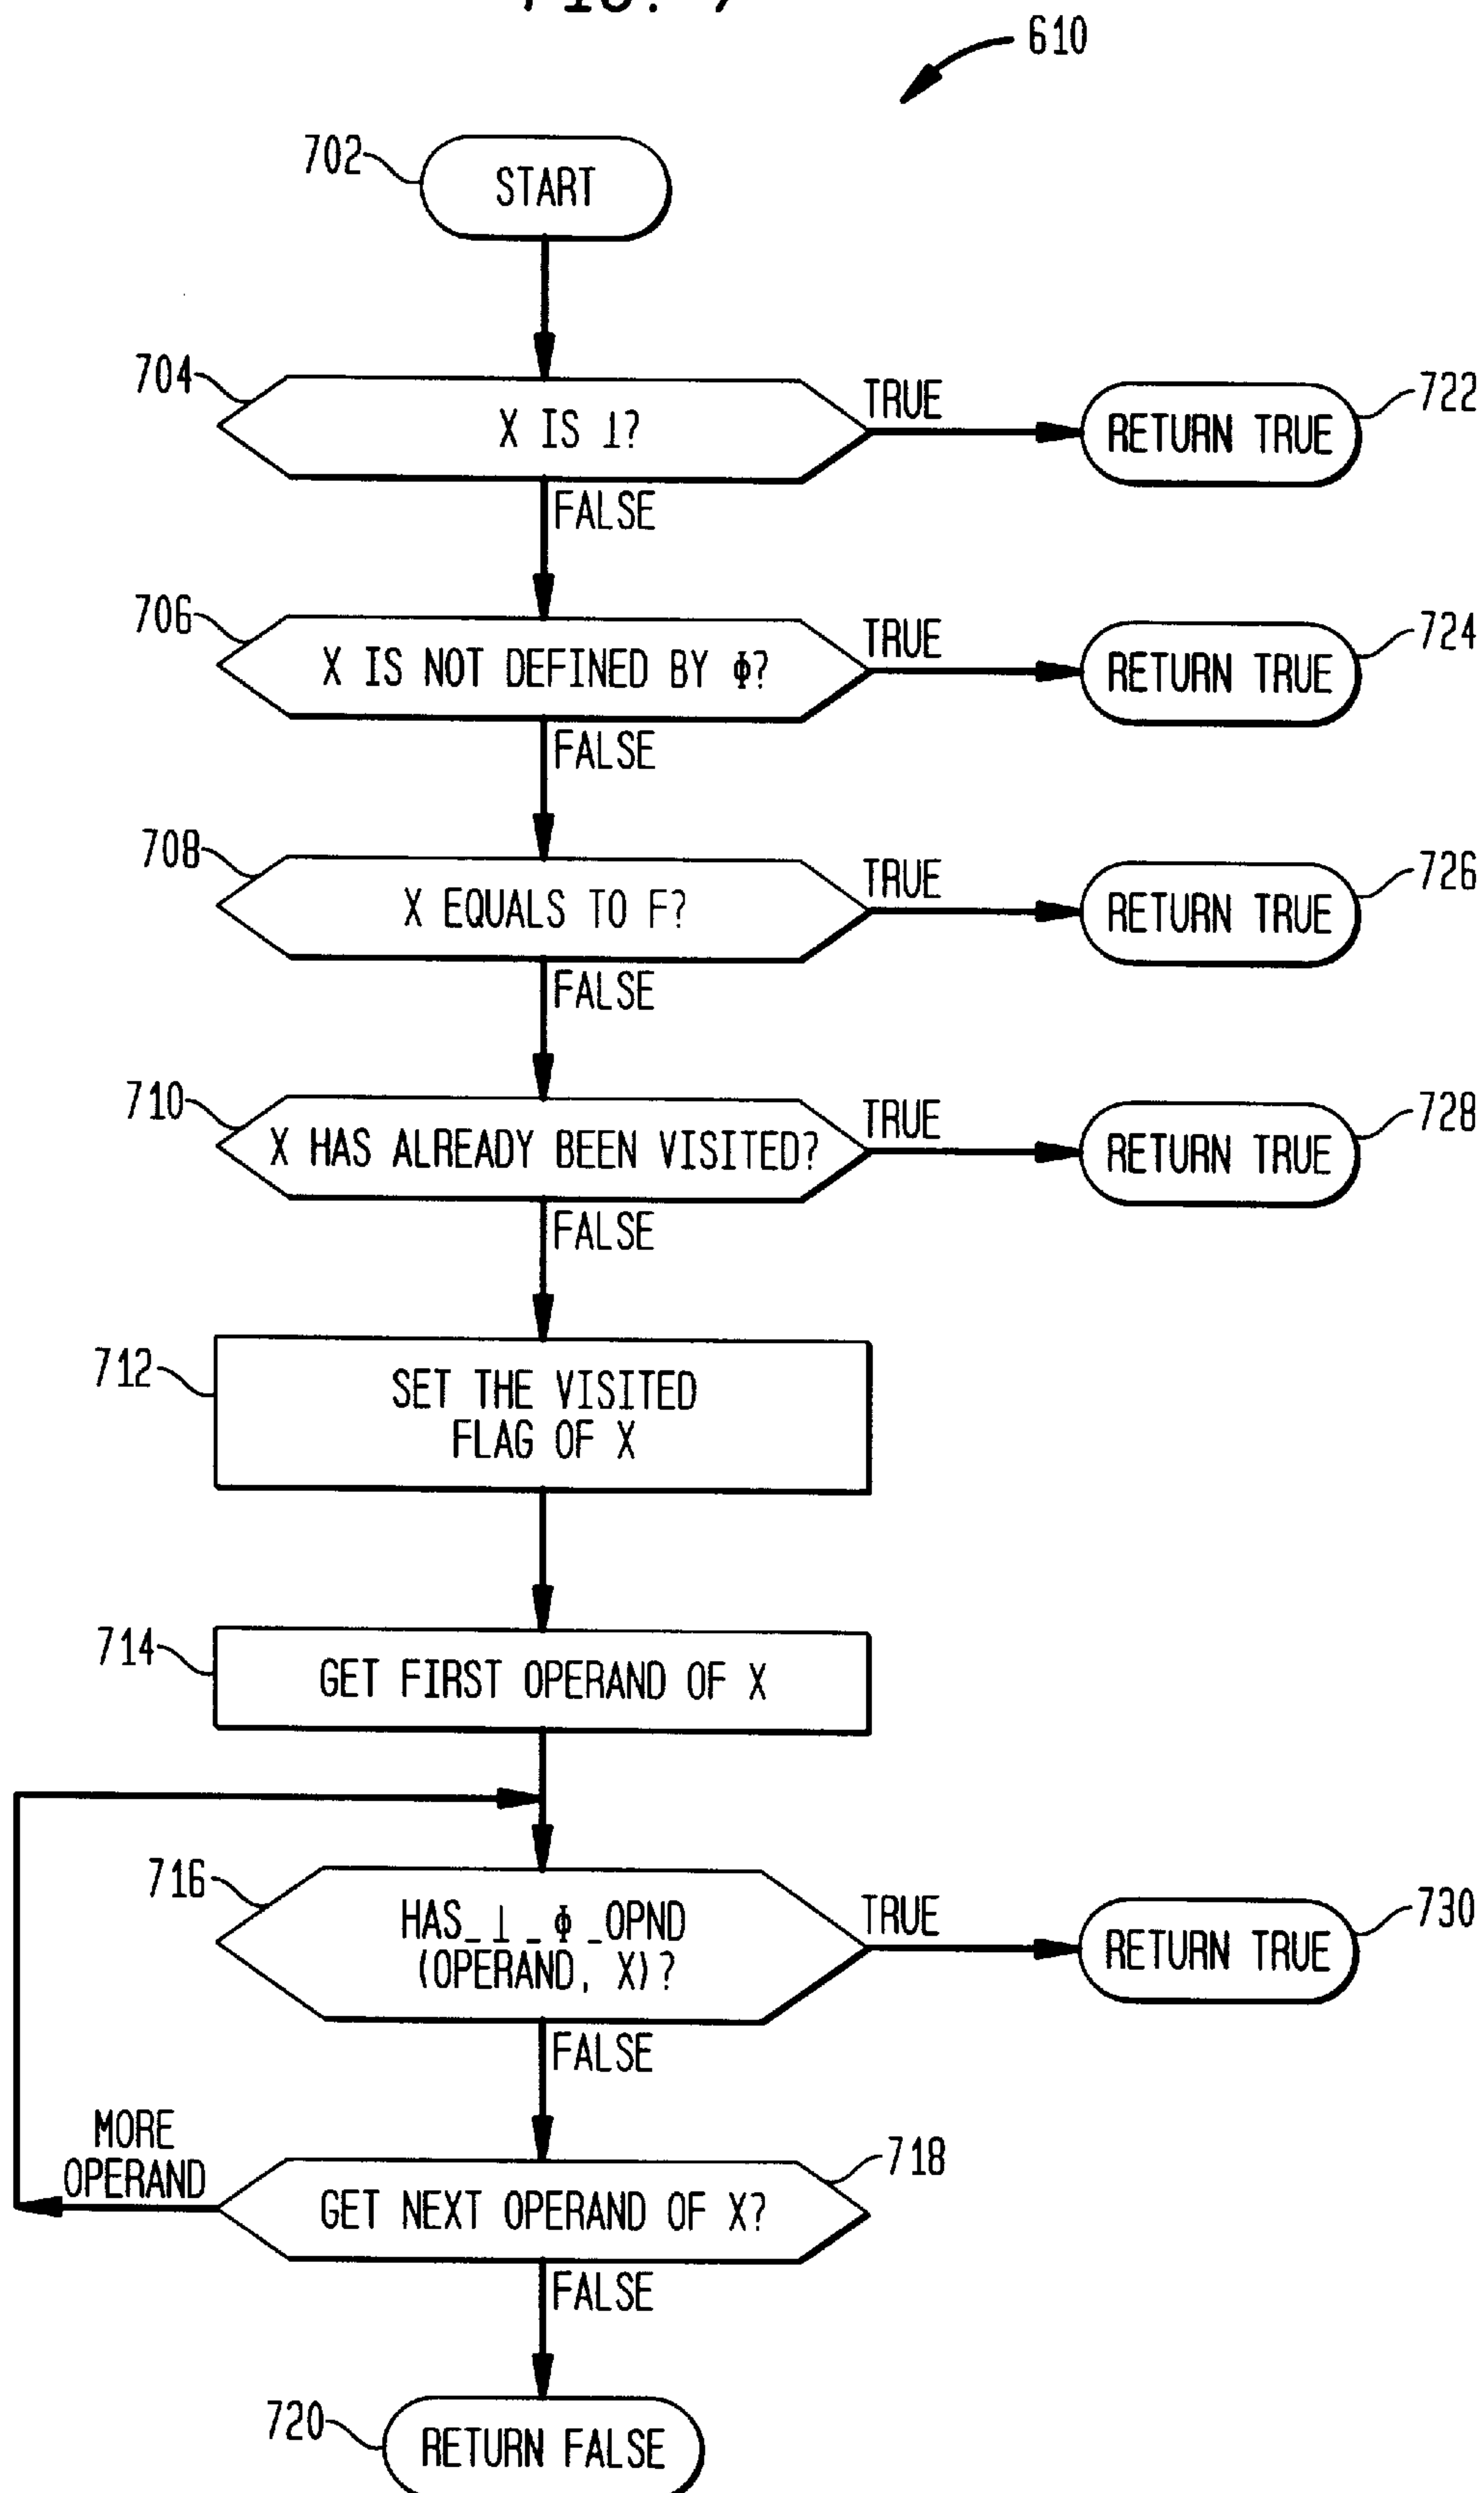 FIG. 7
610
702
START
704
X IS ⊥?
TRUE
722
RETURN TRUE
FALSE
706
X IS NOT DEFINED BY Φ?
TRUE
724
RETURN TRUE
FALSE
708
X EQUALS TO F?
TRUE
726
RETURN TRUE
FALSE
710
X HAS ALREADY BEEN VISITED?
TRUE
728
RETURN TRUE
FALSE
712
SET THE VISITED
FLAG OF X
714
GET FIRST OPERAND OF X
716
HAS_⊥_Φ_OPND
(OPERAND, X)?
TRUE
730
RETURN TRUE
FALSE
MORE
OPERAND
718
GET NEXT OPERAND OF X?
FALSE
720
RETURN FALSE